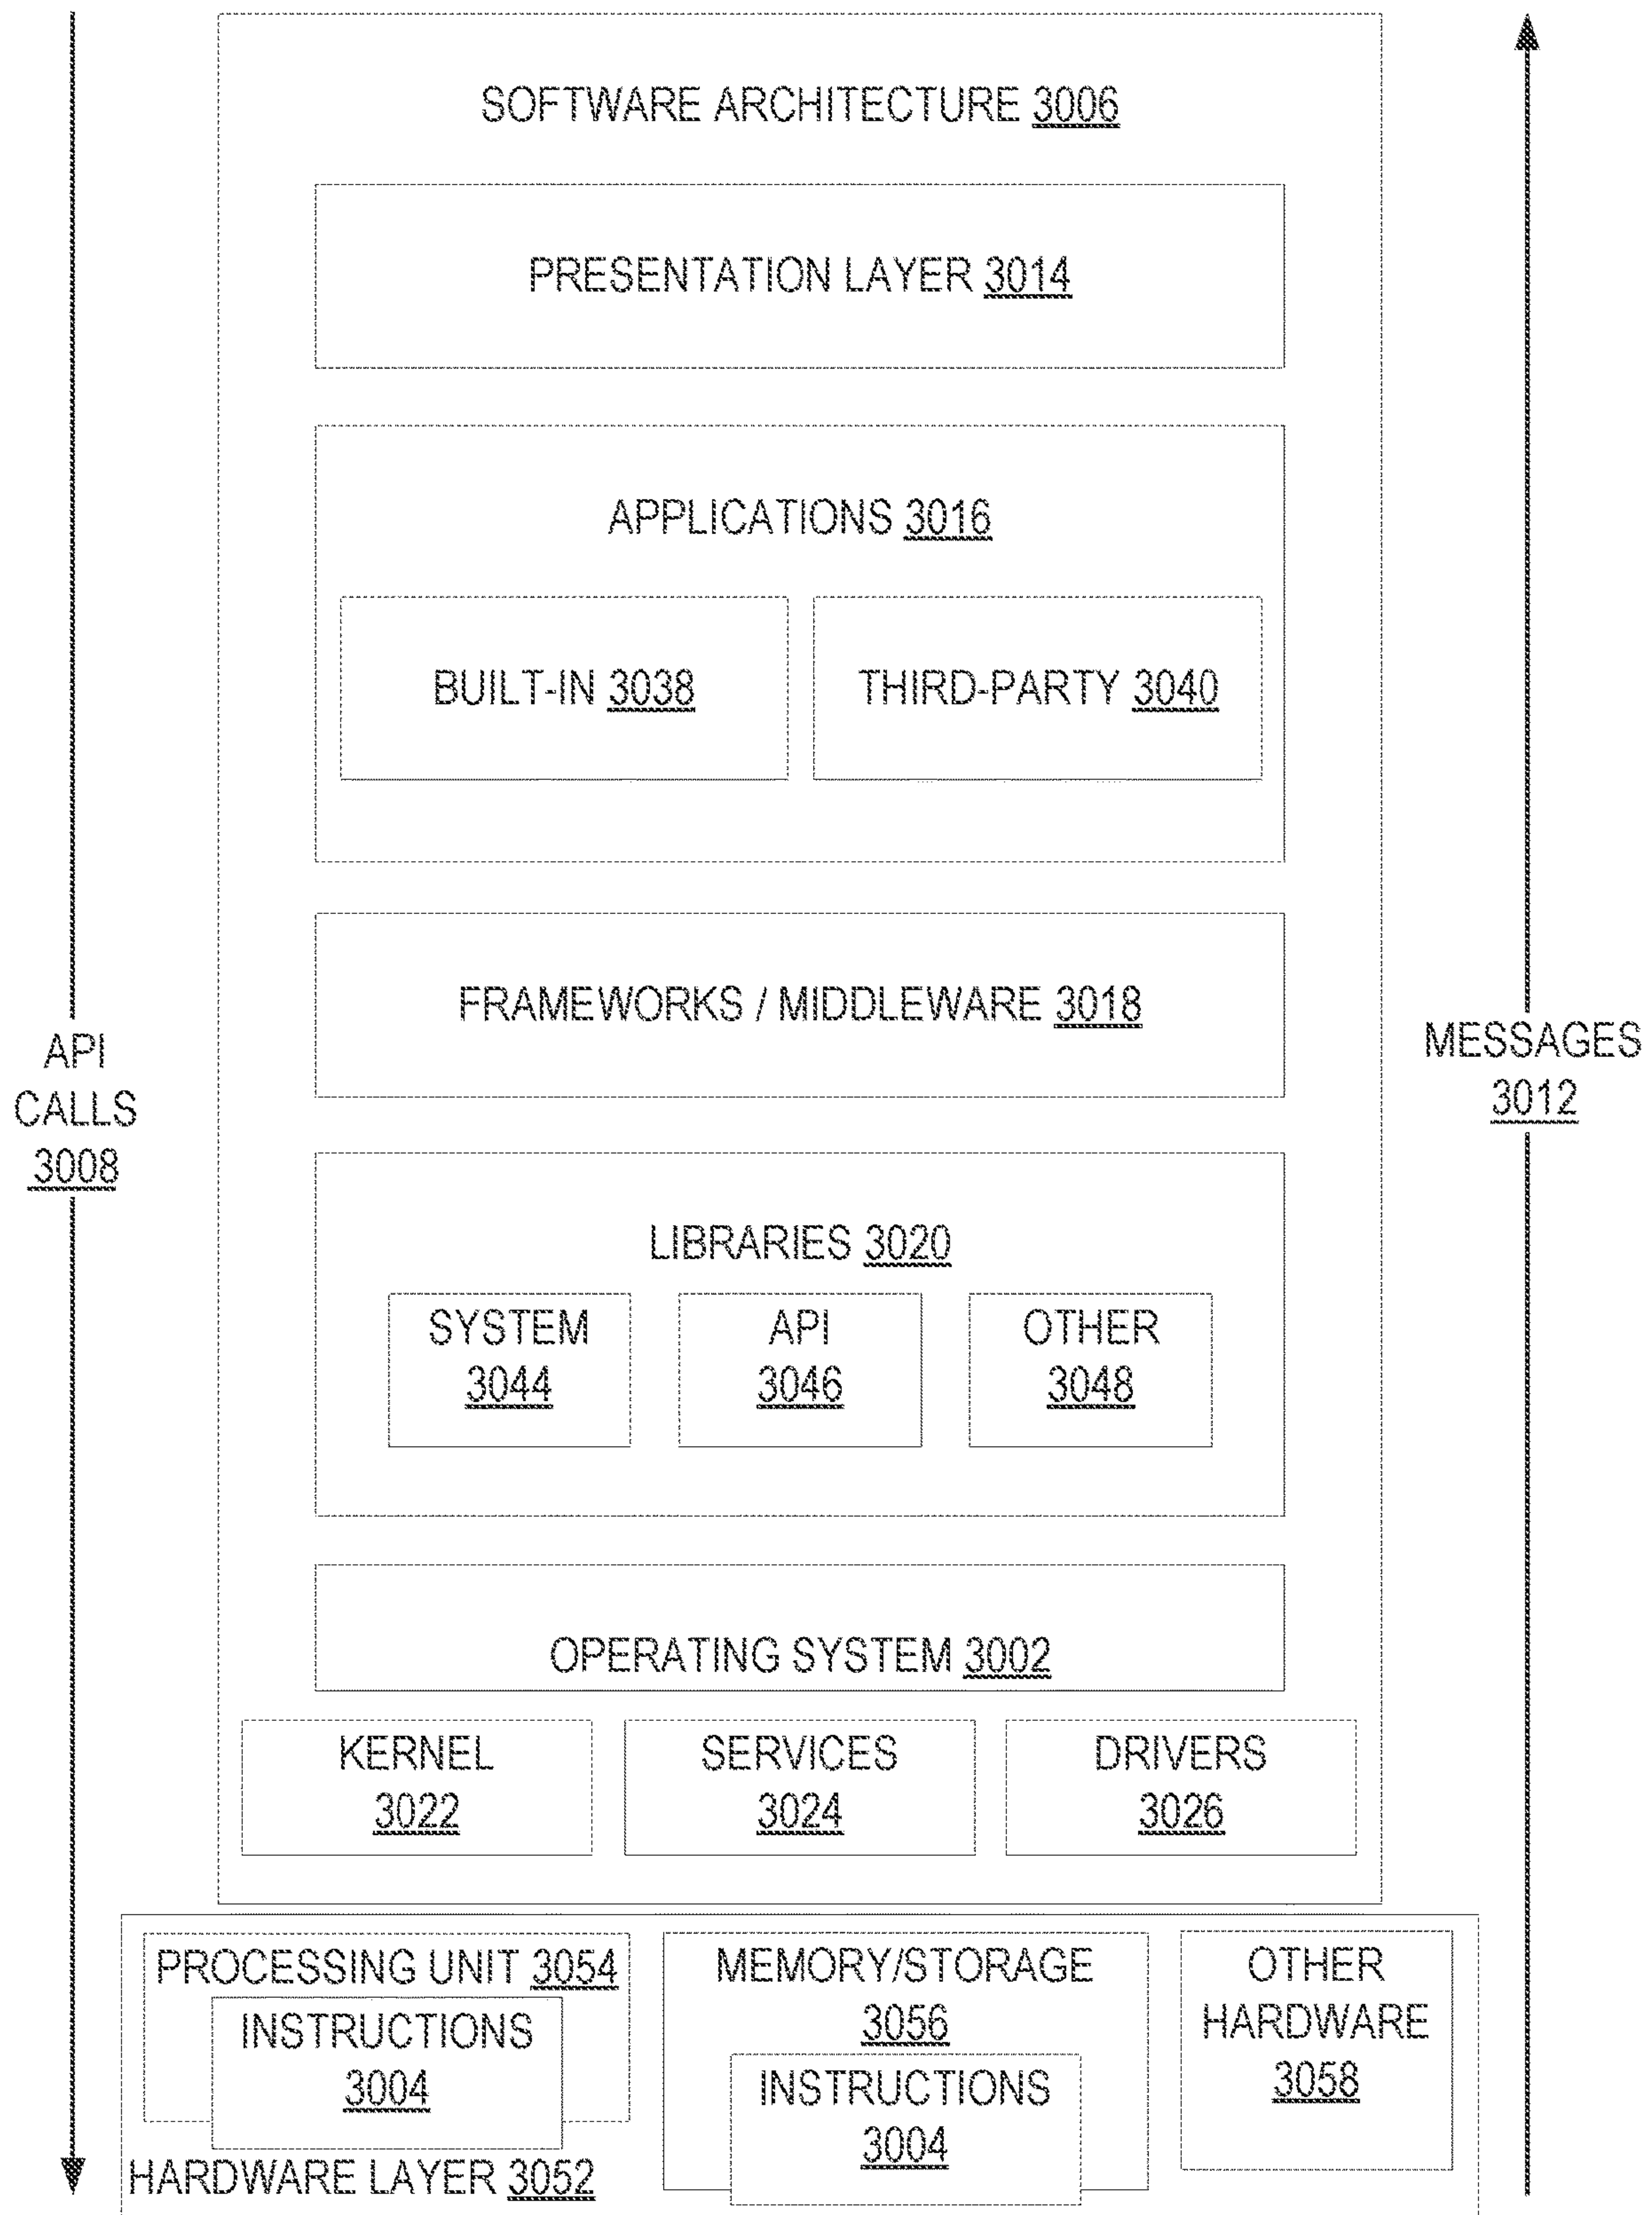 SOFTWARE ARCHITECTURE 3006
PRESENTATION LAYER 3014
APPLICATIONS 3016
BUILT-IN 3038
THIRD-PARTY 3040
FRAMEWORKS / MIDDLEWARE 3018
API
CALLS
3008
MESSAGES
3012
LIBRARIES 3020
SYSTEM
3044
API
3046
OTHER
3048
OPERATING SYSTEM 3002
KERNEL
3022
SERVICES
3024
DRIVERS
3026
PROCESSING UNIT 3054
INSTRUCTIONS
3004
MEMORY/STORAGE
3056
INSTRUCTIONS
3004
OTHER
HARDWARE
3058
HARDWARE LAYER 3052